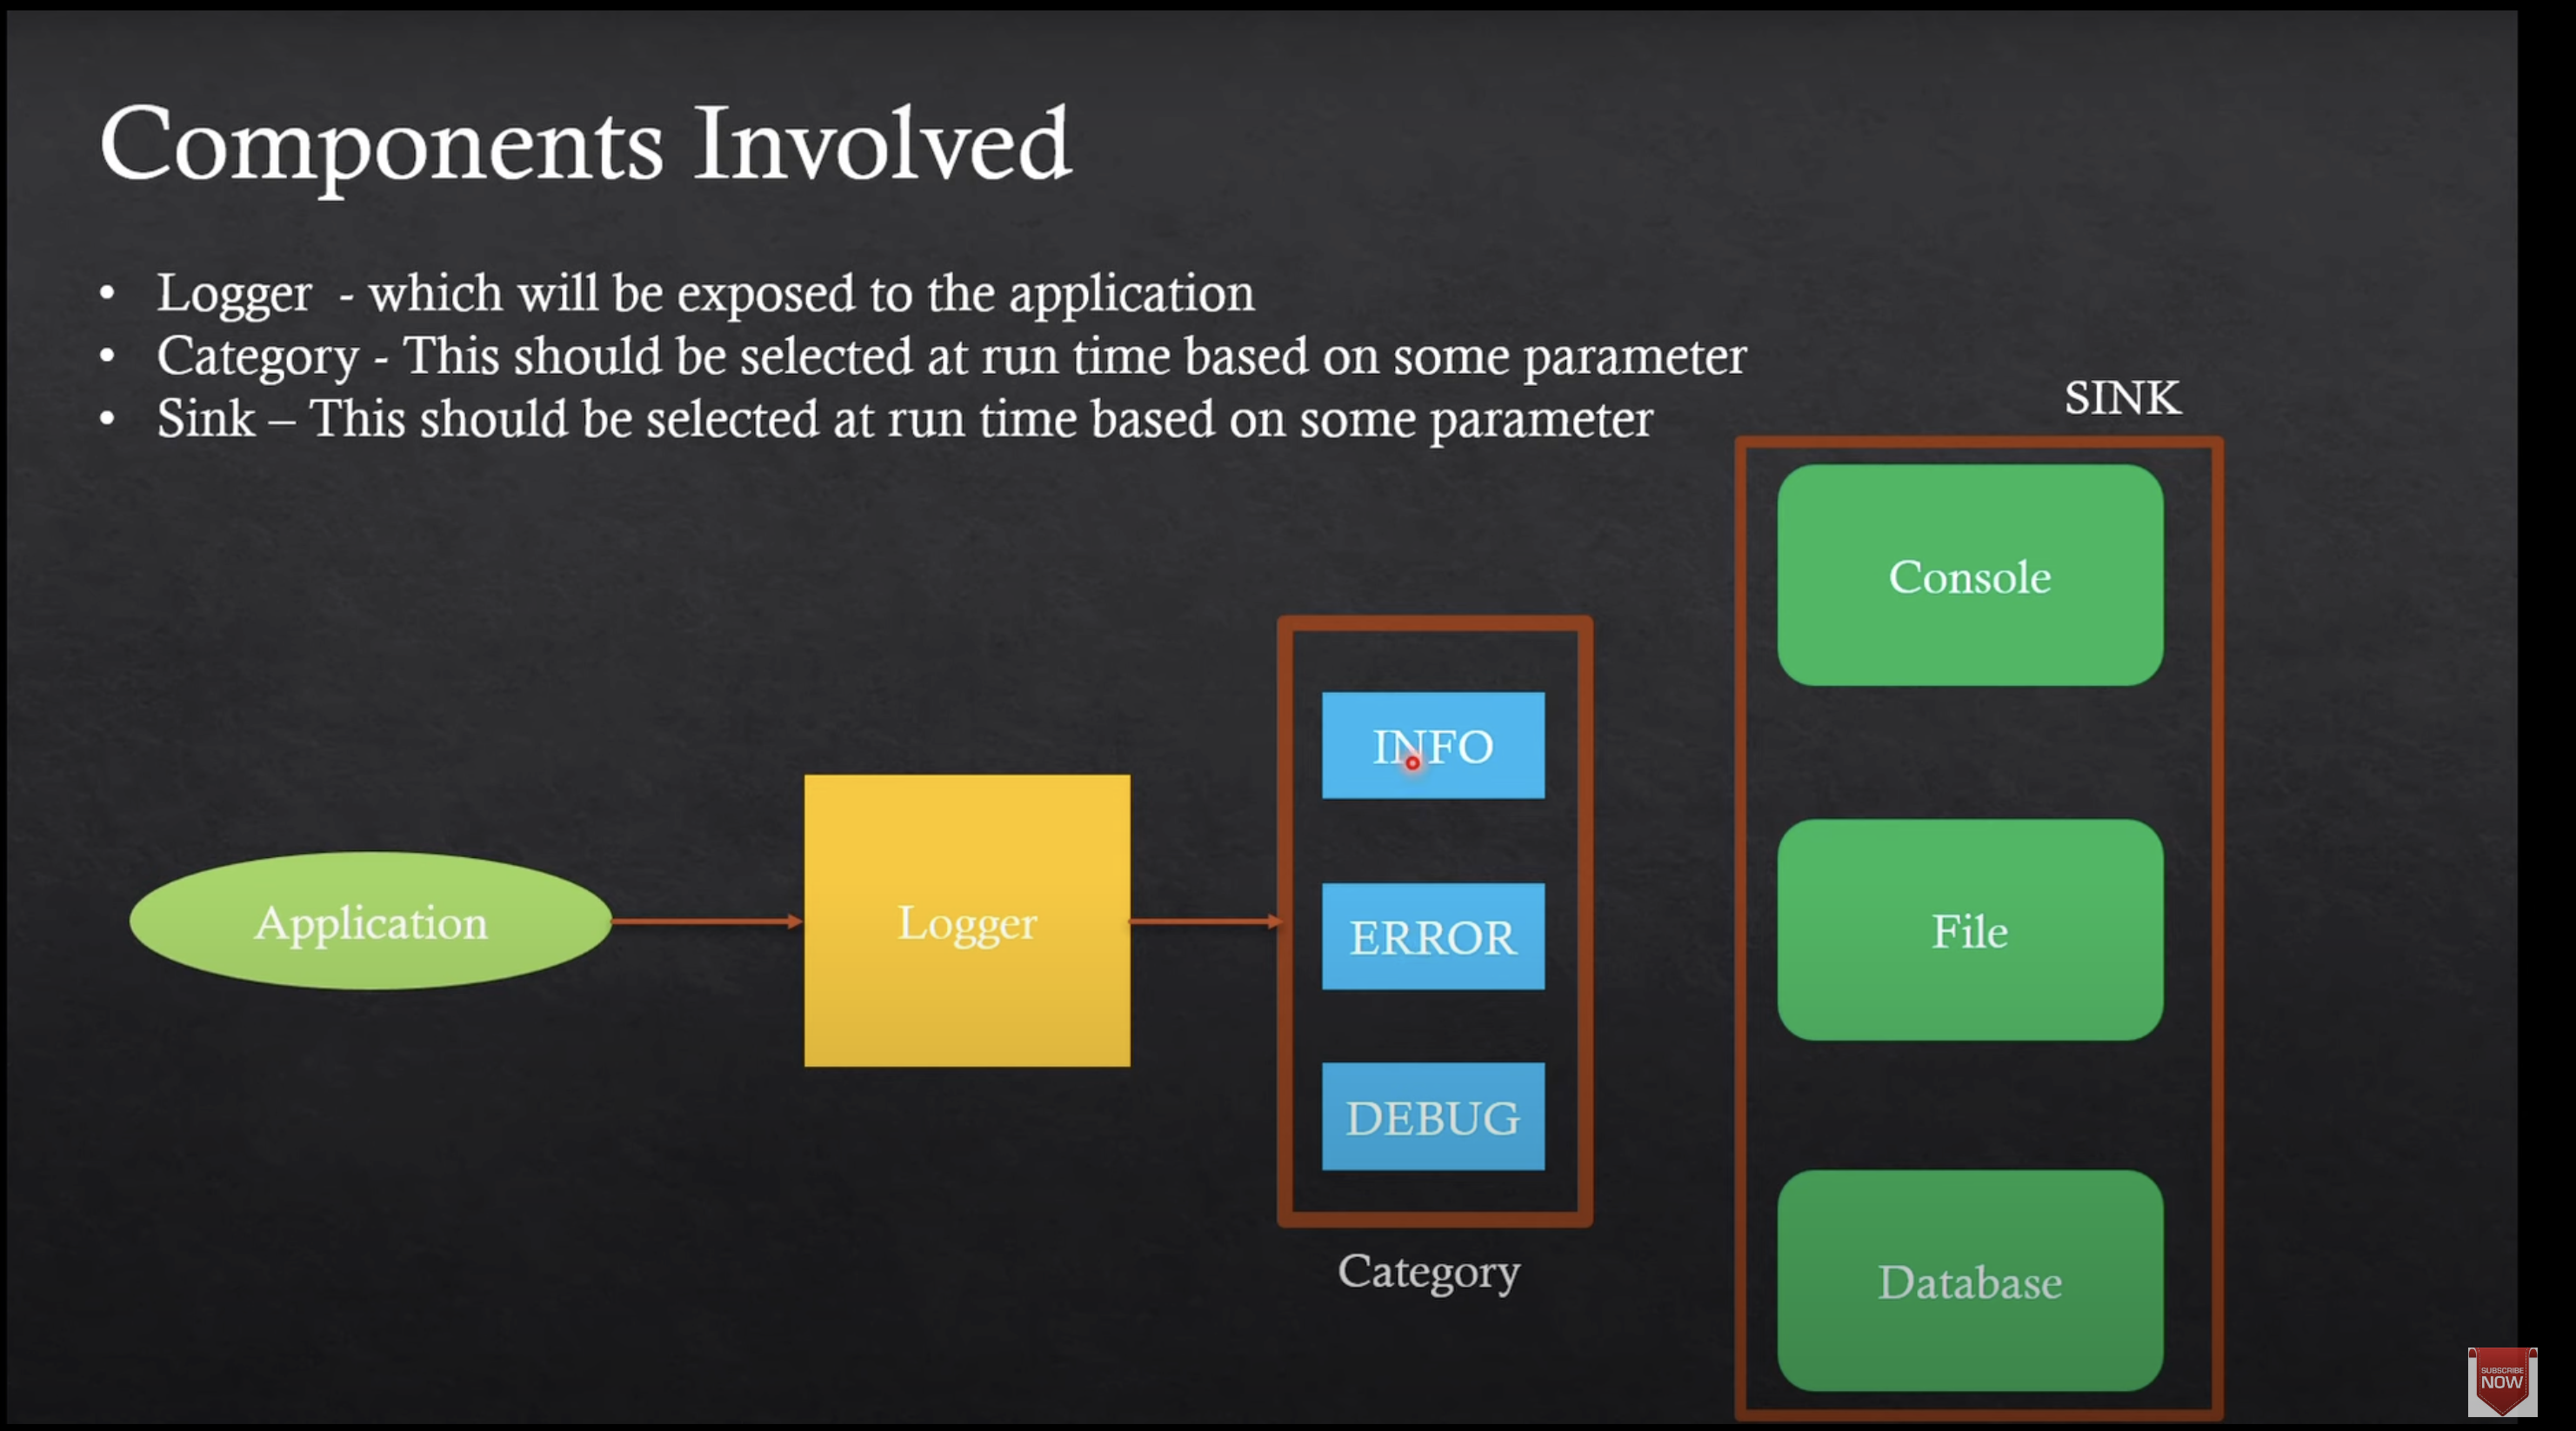 Components Involved
• Logger - which will be exposed to the application
• Category - This should be selected at run time based on some parameter
• Sink – This should be selected at run time based on some parameter
SINK
Console
INFO
Application
Logger
ERROR
File
DEBUG
Category
Database
SUBSCRIBE
NOW